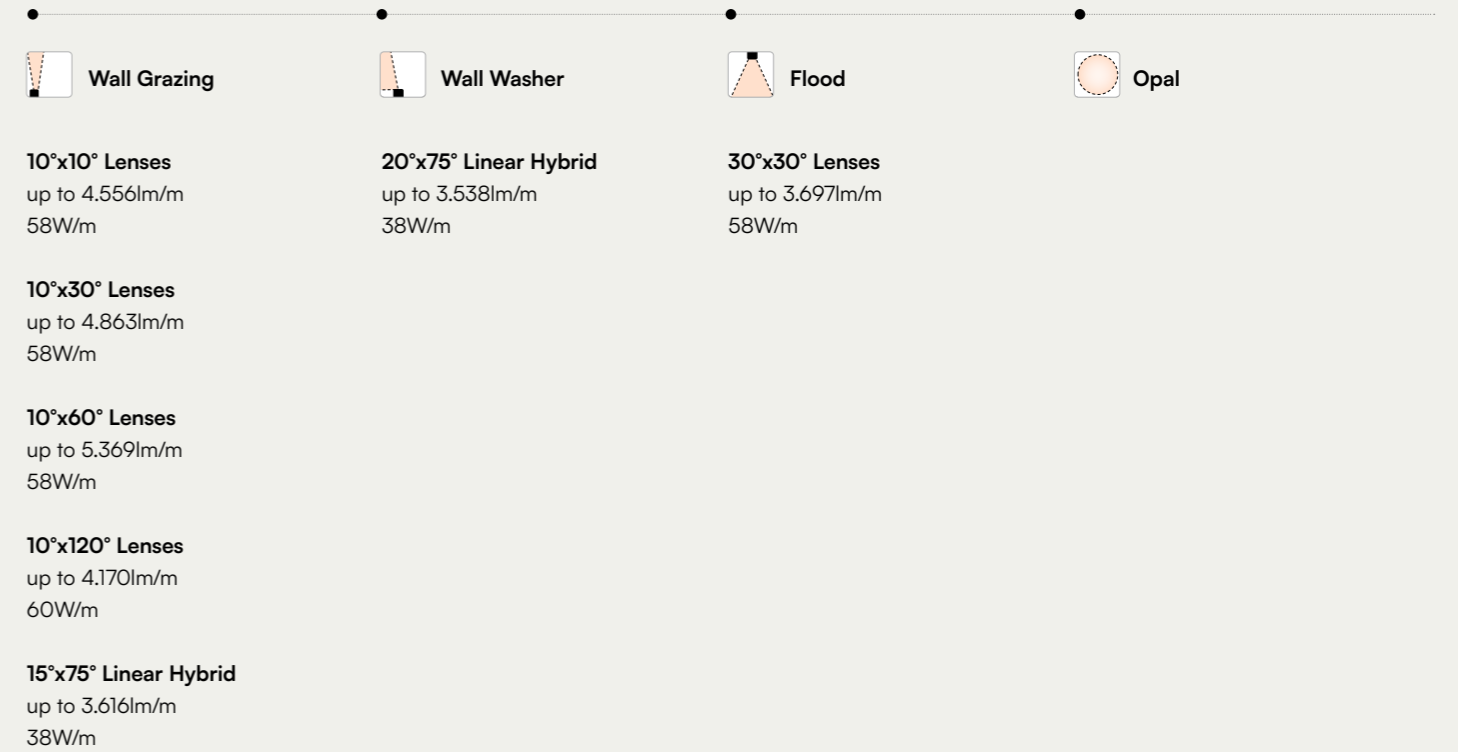 Wall Grazing
Wall Washer
Flood
Opal
10°x10° Lenses
up to 4.556lm/m
58W/m
10°x30° Lenses
up to 4.863lm/m
58W/m
10°x60° Lenses
up to 5.369lm/m
58W/m
10°x120° Lenses
up to 4.170lm/m
60W/m
15°x75° Linear Hybrid
up to 3.616lm/m
38W/m
20°x75° Linear Hybrid
up to 3.538lm/m
38W/m
30°x30° Lenses
up to 3.697lm/m
58W/m